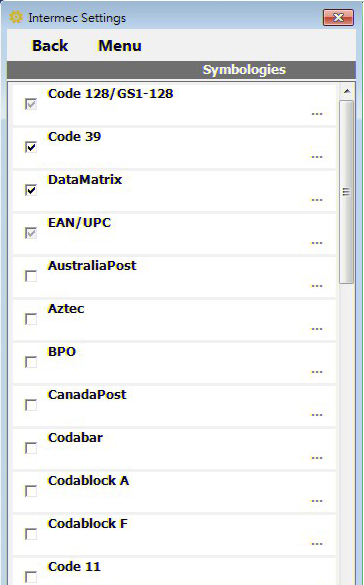 Intermec Settings
Back Menu
Symbologies
Code 128/GS1-128
...
Code 39
...
DataMatrix
...
EAN/UPC
...
AustraliaPost
...
Aztec
...
BPO
...
CanadaPost
...
Codabar
...
Codablock A
...
Codablock F
...
Code 11